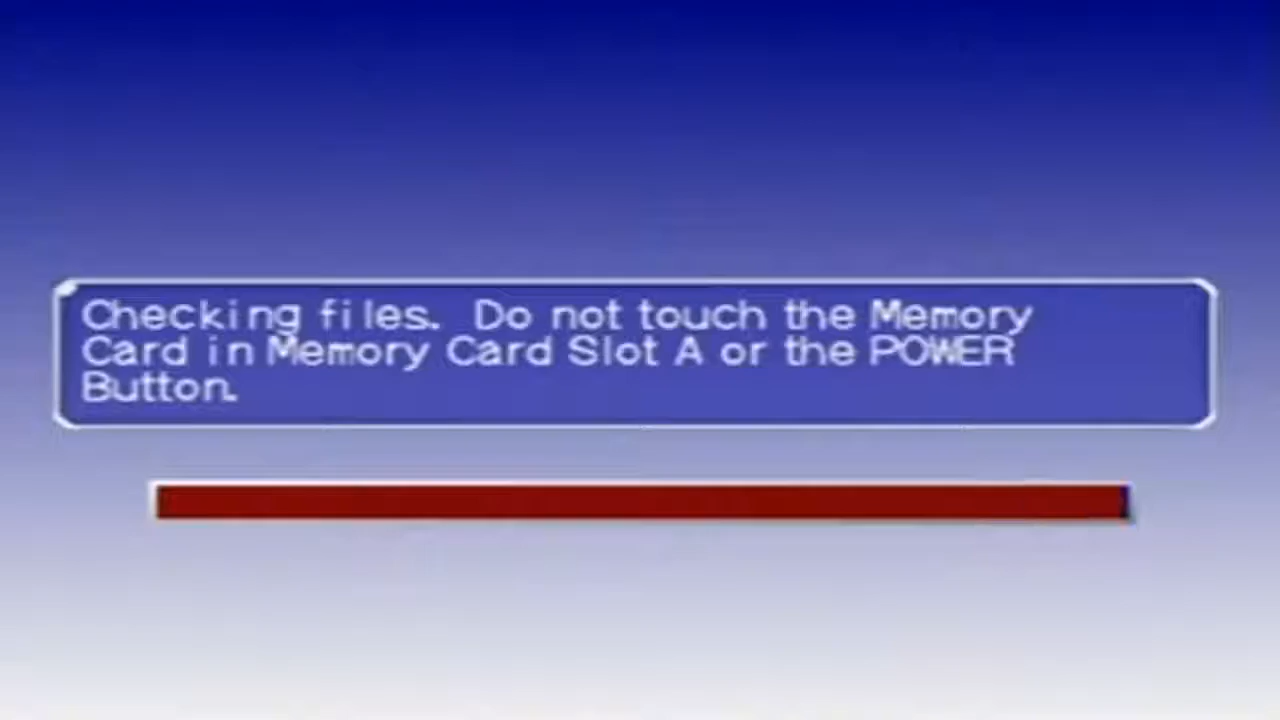 Checking files.  Do not touch the Memory
Card in Memory Card Slot A or the POWER
Button.